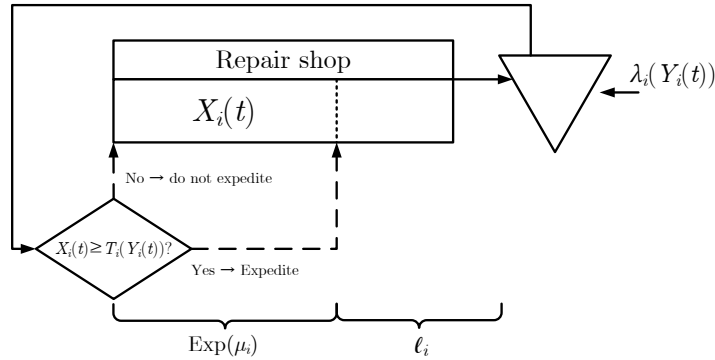 Repair shop
X_i(t)
λ_i(Y_i(t))
No → do not expedite
X_i(t) ≥ T_i(Y_i(t))?
Yes → Expedite
Exp(μ_i)
ℓ_i